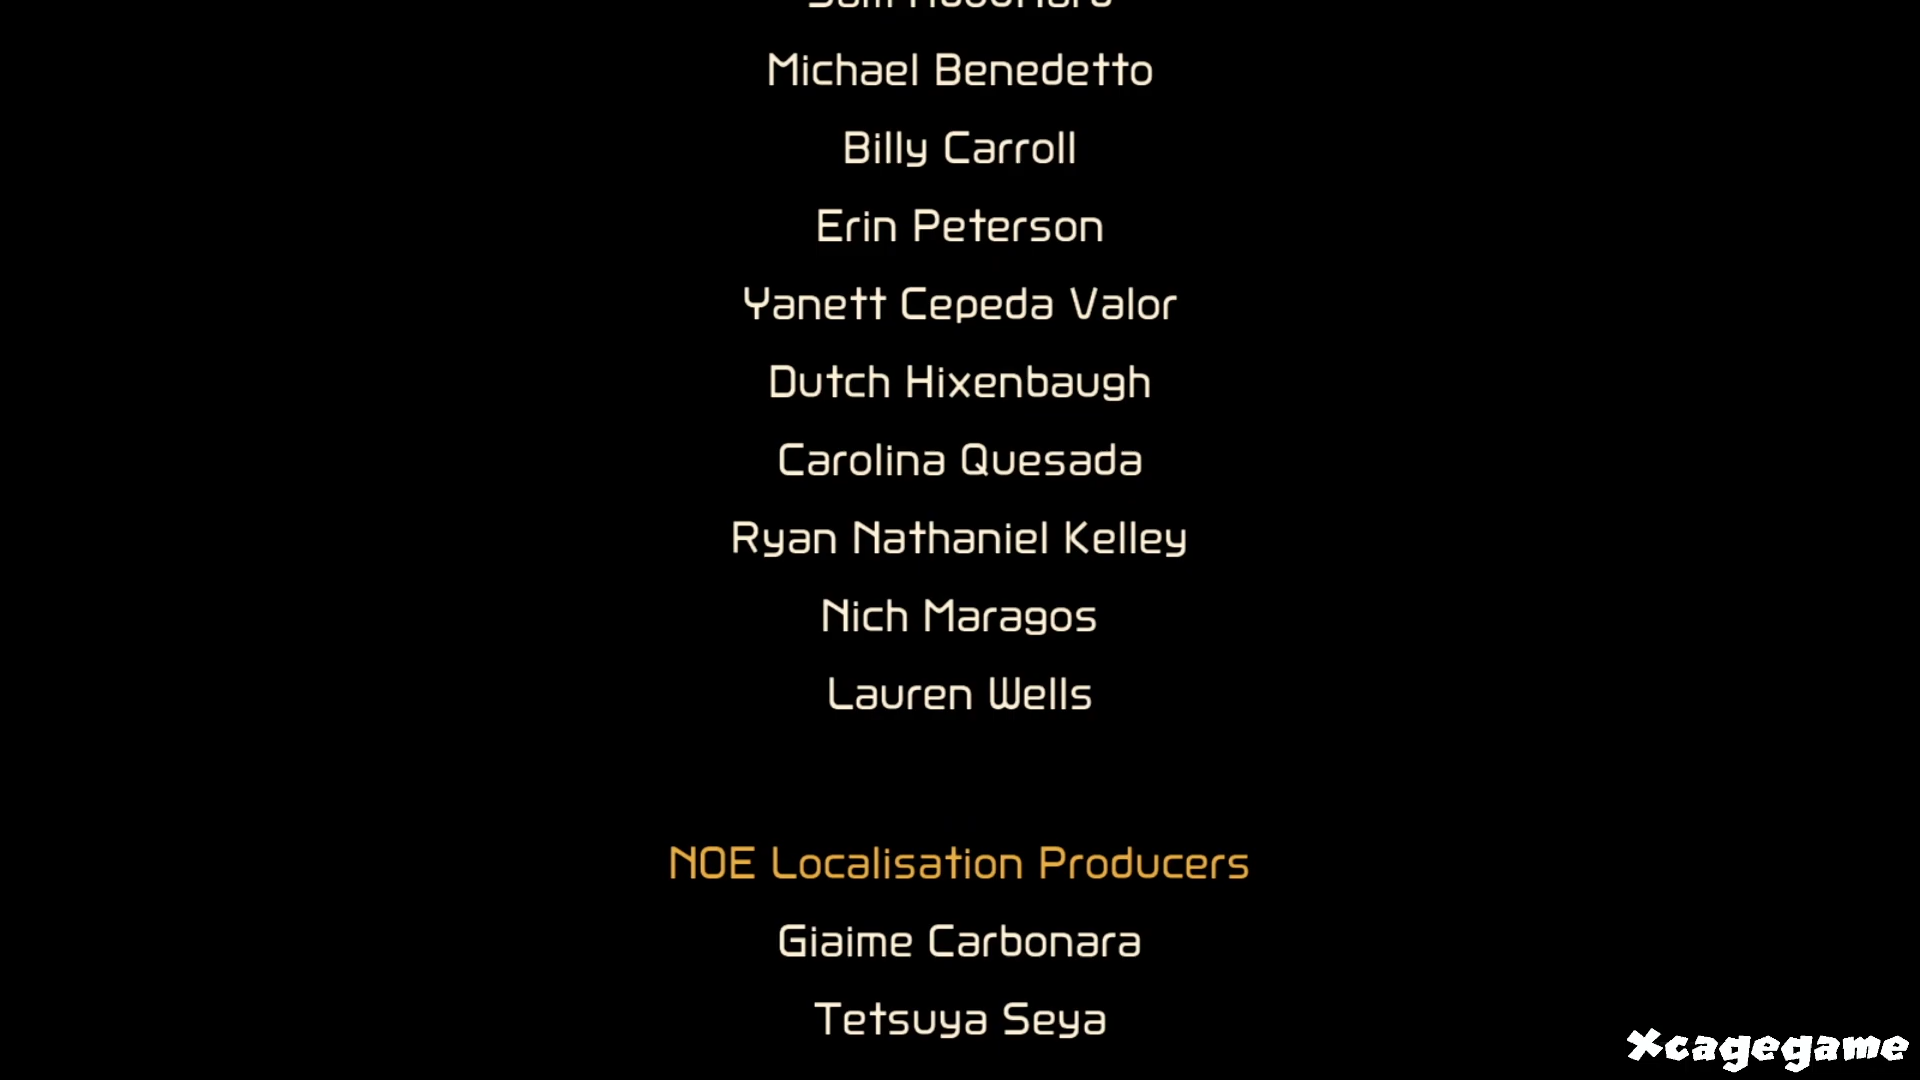 Michael Benedetto
Billy Carroll
Erin Peterson
Yanett Cepeda Valor
Dutch Hixenbaugh
Carolina Quesada
Ryan Nathaniel Kelley
Nich Maragos
Lauren Wells
NOE Localisation Producers
Giaime Carbonara
Tetsuya Seya
Xcagegame